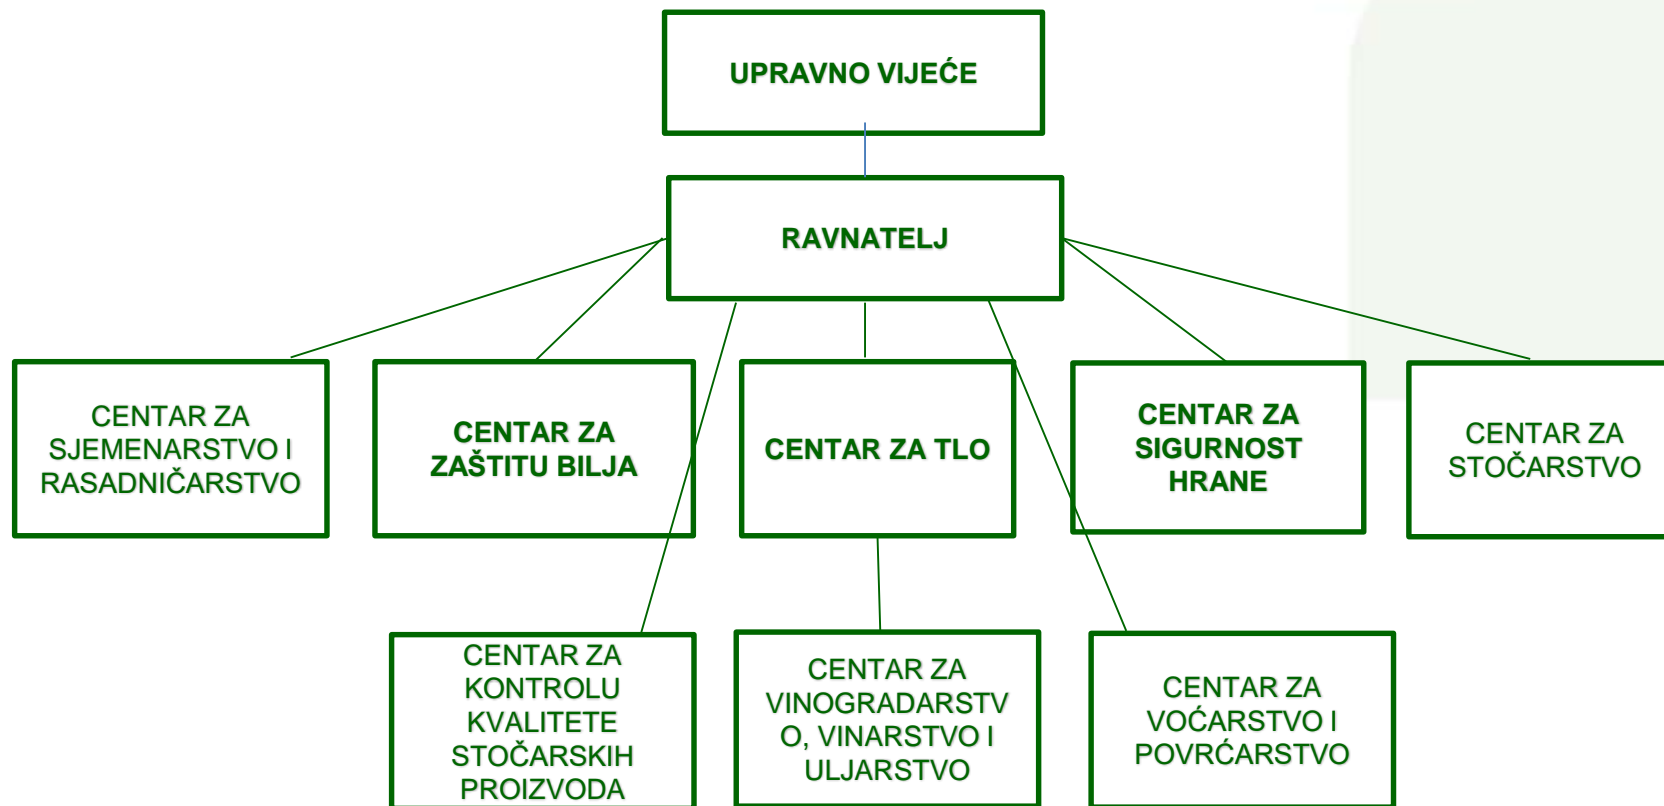 UPRAVNO VIJEĆE
RAVNATELJ
CENTAR ZA
SJEMENARSTVO I
RASADNIČARSTVO
CENTAR ZA
ZAŠTITU BILJA
CENTAR ZA TLO
CENTAR ZA
SIGURNOST
HRANE
CENTAR ZA
STOČARSTVO
CENTAR ZA
KONTROLU
KVALITETE
STOČARSKIH
PROIZVODA
CENTAR ZA
VINOGRADARSTV
O, VINARSTVO I
ULJARSTVO
CENTAR ZA
VOĆARSTVO I
POVRĆARSTVO